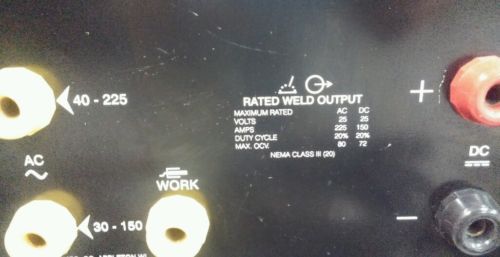 40 - 225
AC
30 - 150
WORK
RATED WELD OUTPUT
MAXIMUM RATED AC DC
VOLTS 25 25
AMPS 225 150
DUTY CYCLE 20% 20%
MAX. OCV. 80 72
NEMA CLASS III (20)
+
DC
−